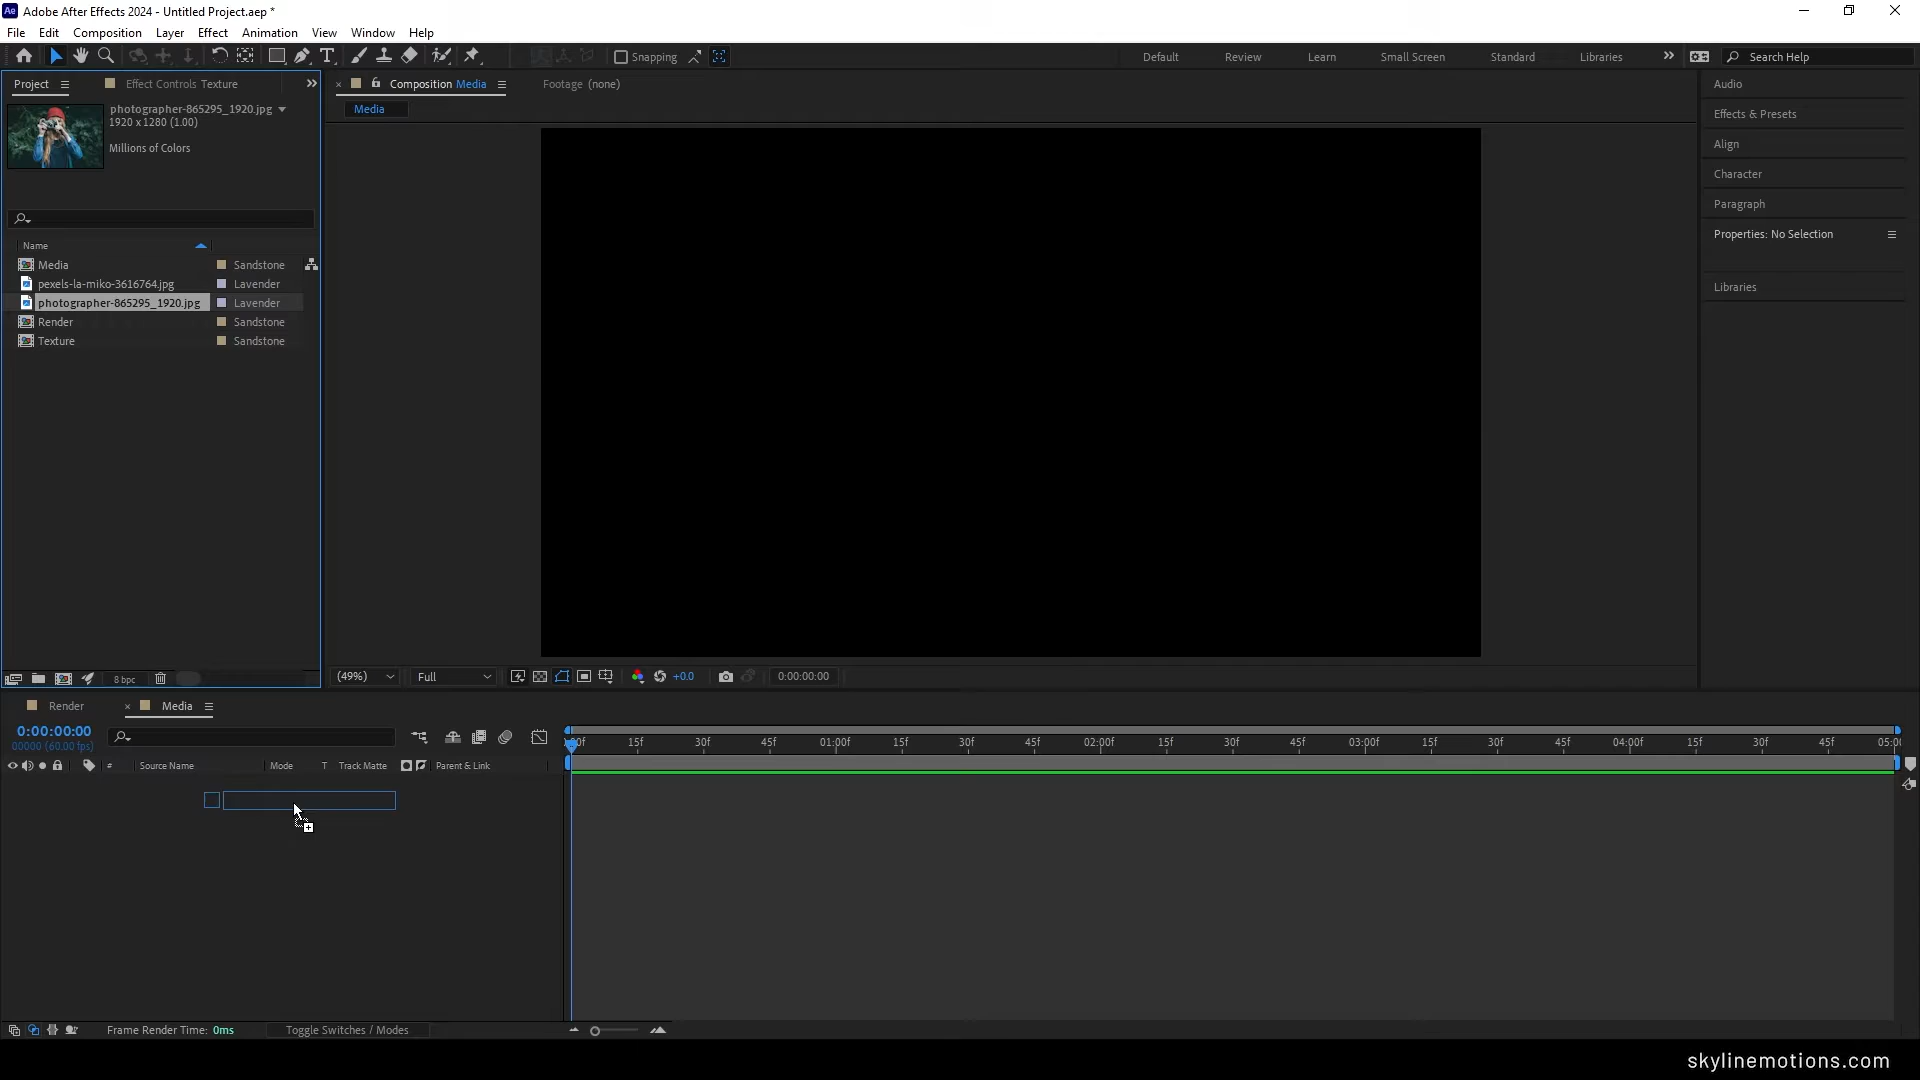 Adobe After Effects 2024 - Untitled Project.aep *
File Edit Composition Layer Effect Animation View Window Help
Snapping Default Review Learn Small Screen Standard Libraries Search Help
Project Effect Controls Texture
Composition Media Footage (none)
Media
photographer-865295_1920.jpg
1920 x 1280 (1.00)
Millions of Colors
Name
Media Sandstone
pexels-la-miko-3616764.jpg Lavender
photographer-865295_1920.jpg Lavender
Render Sandstone
Texture Sandstone
8 bpc
(49%) Full +0.0 0:00:00:00
Audio
Effects & Presets
Align
Character
Paragraph
Properties: No Selection
Libraries
Render Media
0:00:00:00
00000 (60.00 fps)
# Source Name Mode T Track Matte Parent & Link
15f 30f 45f 01:00f 15f 30f 45f 02:00f 15f 30f 45f 03:00f 15f 30f 45f 04:00f 15f 30f 45f
Frame Render Time: 0ms Toggle Switches / Modes
skylinemotions.com